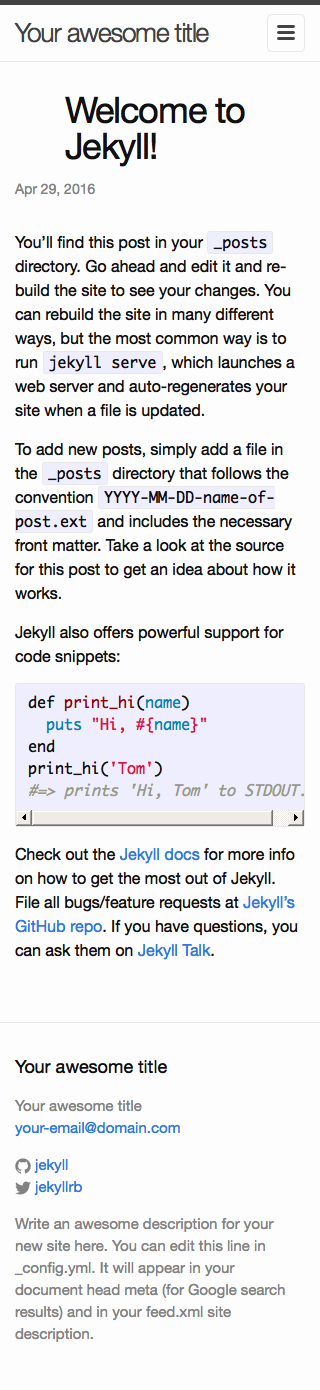 Your awesome title
Welcome to
Jekyll!
Apr 29, 2016
You’ll find this post in your _posts
directory. Go ahead and edit it and re-
build the site to see your changes. You
can rebuild the site in many different
ways, but the most common way is to
run jekyll serve, which launches a
web server and auto-regenerates your
site when a file is updated.
To add new posts, simply add a file in
the _posts directory that follows the
convention YYYY-MM-DD-name-of-
post.ext and includes the necessary
front matter. Take a look at the source
for this post to get an idea about how it
works.
Jekyll also offers powerful support for
code snippets:
def print_hi(name)
  puts "Hi, #{name}"
end
print_hi('Tom')
#=> prints 'Hi, Tom' to STDOUT.
Check out the Jekyll docs for more info
on how to get the most out of Jekyll.
File all bugs/feature requests at Jekyll’s
GitHub repo. If you have questions, you
can ask them on Jekyll Talk.
Your awesome title
Your awesome title
your-email@domain.com
jekyll
jekyllrb
Write an awesome description for your
new site here. You can edit this line in
_config.yml. It will appear in your
document head meta (for Google search
results) and in your feed.xml site
description.